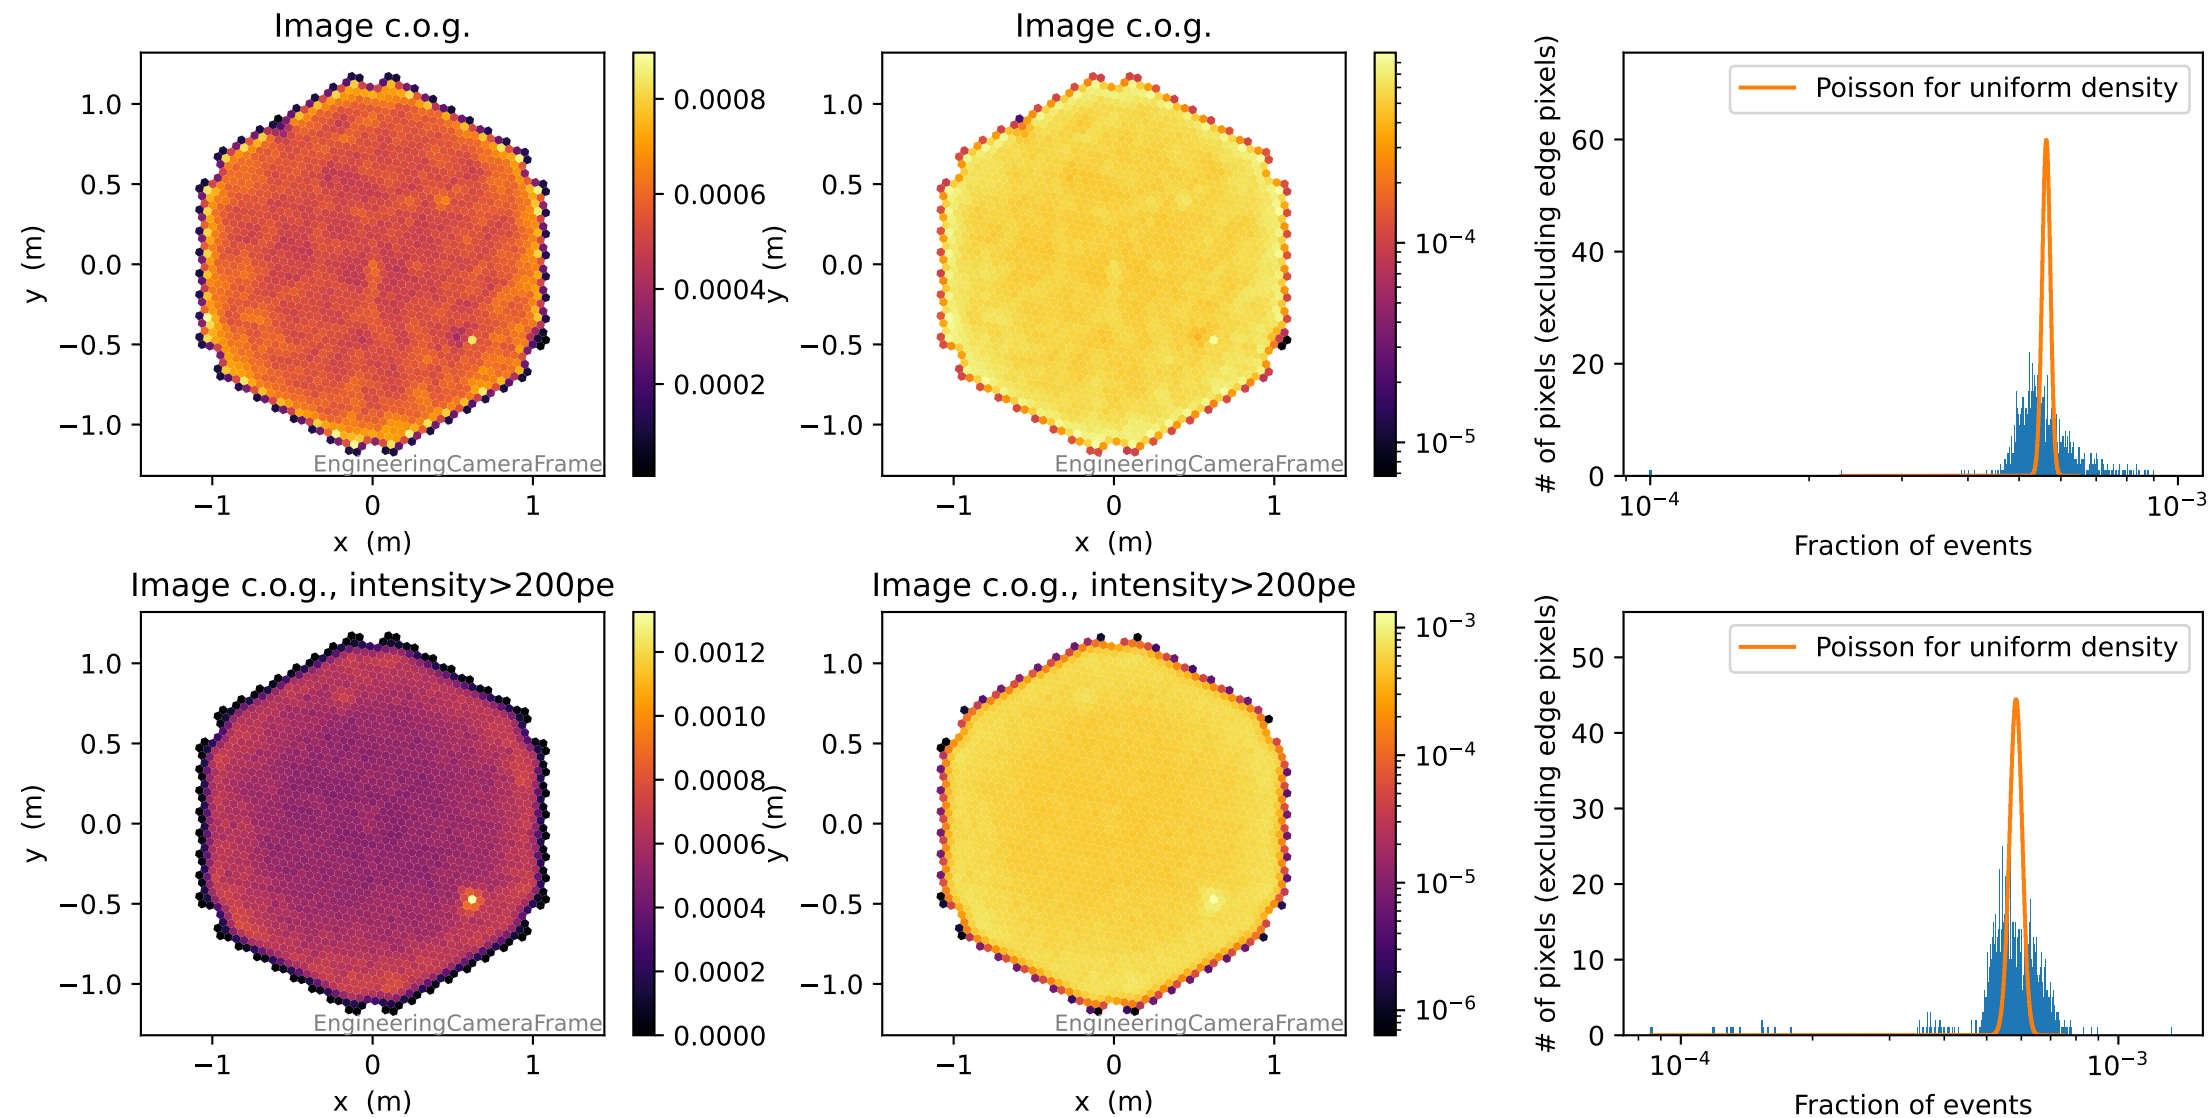 Image c.o.g.
y (m)
1.0
0.5
0.0
−0.5
−1.0
−1 0 1
x (m)
EngineeringCameraFrame
0.0008
0.0006
0.0004
0.0002
Image c.o.g.
y (m)
1.0
0.5
0.0
−0.5
−1.0
−1 0 1
x (m)
EngineeringCameraFrame
10−4
10−5
# of pixels (excluding edge pixels)
60
40
20
0
10−4 10−3
Fraction of events
Poisson for uniform density
Image c.o.g., intensity>200pe
y (m)
1.0
0.5
0.0
−0.5
−1.0
−1 0 1
x (m)
EngineeringCameraFrame
0.0012
0.0010
0.0008
0.0006
0.0004
0.0002
0.0000
Image c.o.g., intensity>200pe
y (m)
1.0
0.5
0.0
−0.5
−1.0
−1 0 1
x (m)
EngineeringCameraFrame
10−3
10−4
10−5
10−6
# of pixels (excluding edge pixels)
50
40
30
20
10
0
10−4 10−3
Fraction of events
Poisson for uniform density